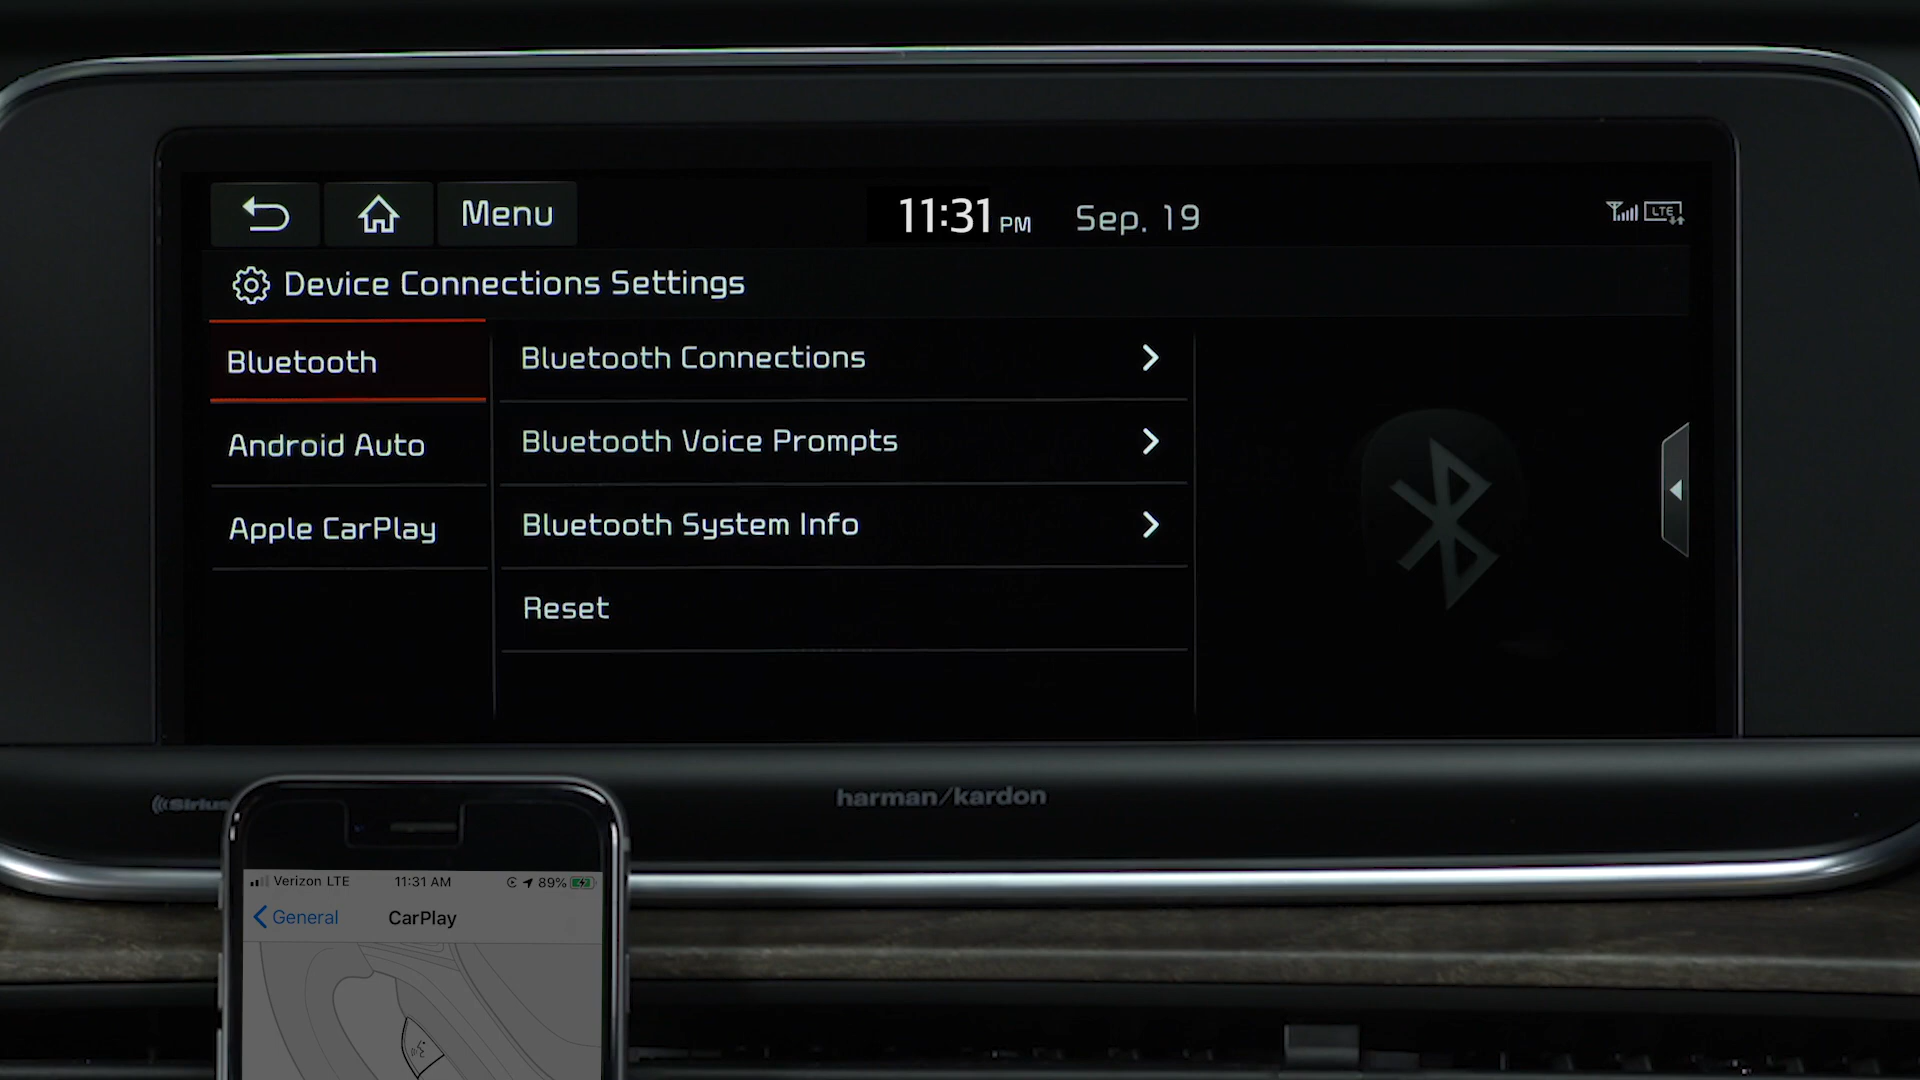 Menu
11:31 PM Sep. 19
LTE
Device Connections Settings
Bluetooth
Android Auto
Apple CarPlay
Bluetooth Connections
Bluetooth Voice Prompts
Bluetooth System Info
Reset
harman/kardon
Verizon LTE 11:31 AM 89%
General CarPlay